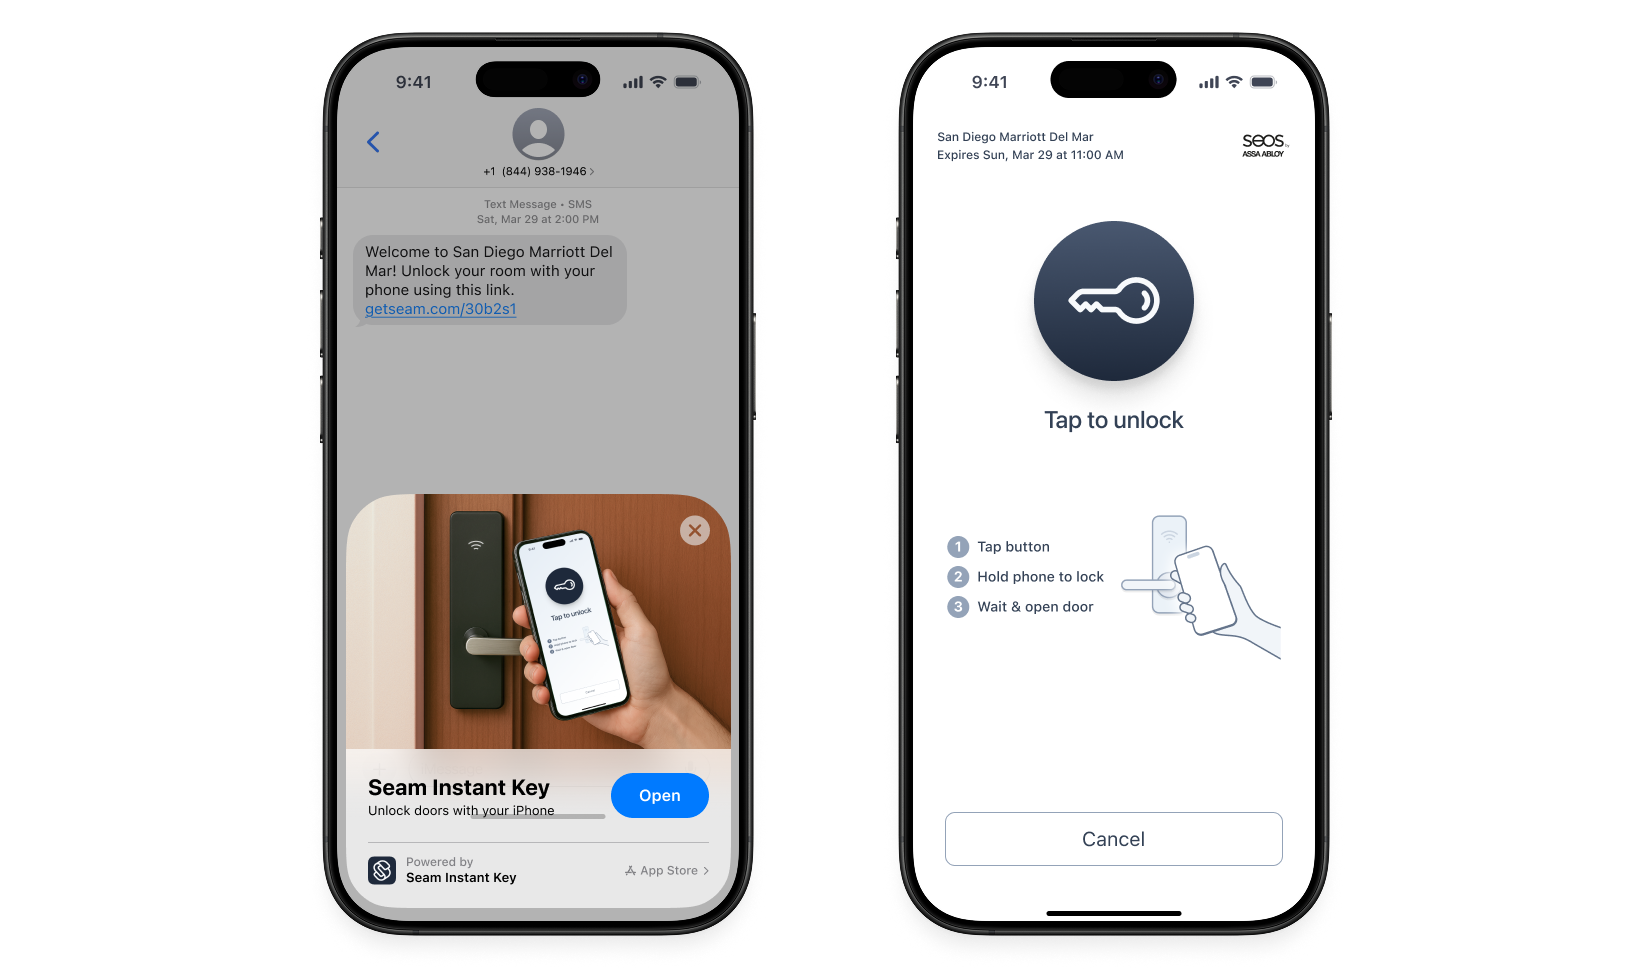 9:41
+1 (844) 938-1946
Text Message • SMS
Sat, Mar 29 at 2:00 PM
Welcome to San Diego Marriott Del
Mar! Unlock your room with your
phone using this link.
getseam.com/30b2s1
Tap to unlock
Seam Instant Key
Unlock doors with your iPhone
Open
Powered by
Seam Instant Key
App Store
9:41
San Diego Marriott Del Mar
Expires Sun, Mar 29 at 11:00 AM
seos
ASSA ABLOY
Tap to unlock
1 Tap button
2 Hold phone to lock
3 Wait & open door
Cancel